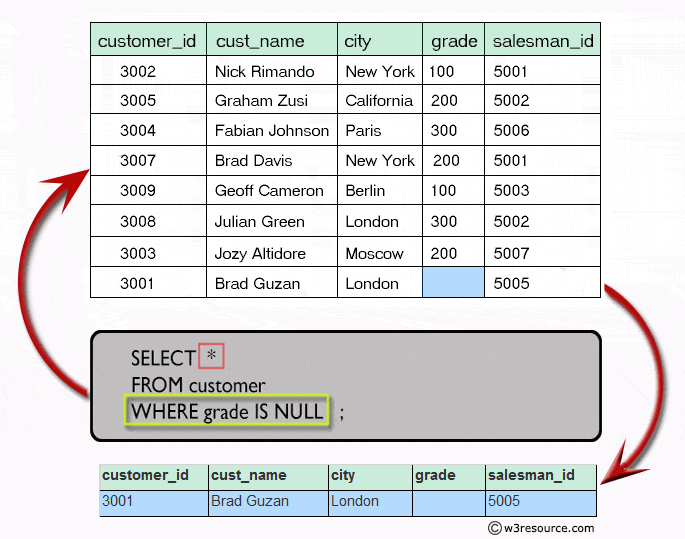 customer_id cust_name city grade salesman_id
3002 Nick Rimando New York 100 5001
3005 Graham Zusi California 200 5002
3004 Fabian Johnson Paris 300 5006
3007 Brad Davis New York 200 5001
3009 Geoff Cameron Berlin 100 5003
3008 Julian Green London 300 5002
3003 Jozy Altidore Moscow 200 5007
3001 Brad Guzan London 5005
SELECT *
FROM customer
WHERE grade IS NULL ;
customer_id cust_name city grade salesman_id
3001 Brad Guzan London 5005
© w3resource.com